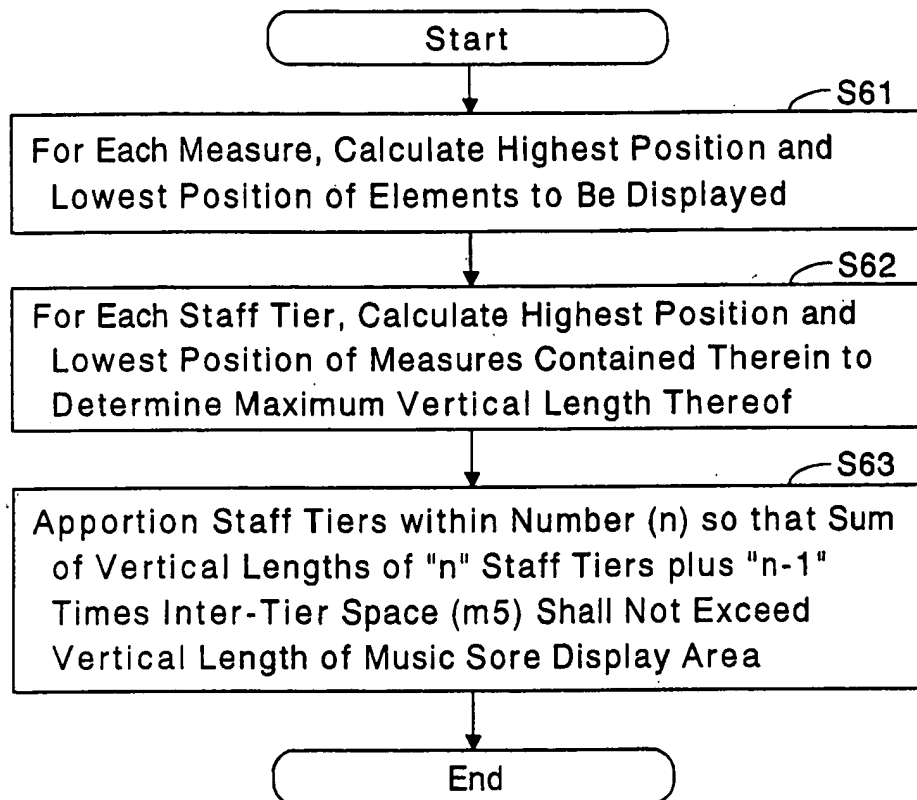 Start
S61
For Each Measure, Calculate Highest Position and
Lowest Position of Elements to Be Displayed
S62
For Each Staff Tier, Calculate Highest Position and
Lowest Position of Measures Contained Therein to
Determine Maximum Vertical Length Thereof
S63
Apportion Staff Tiers within Number (n) so that Sum
of Vertical Lengths of "n" Staff Tiers plus "n-1"
Times Inter-Tier Space (m5) Shall Not Exceed
Vertical Length of Music Sore Display Area
End